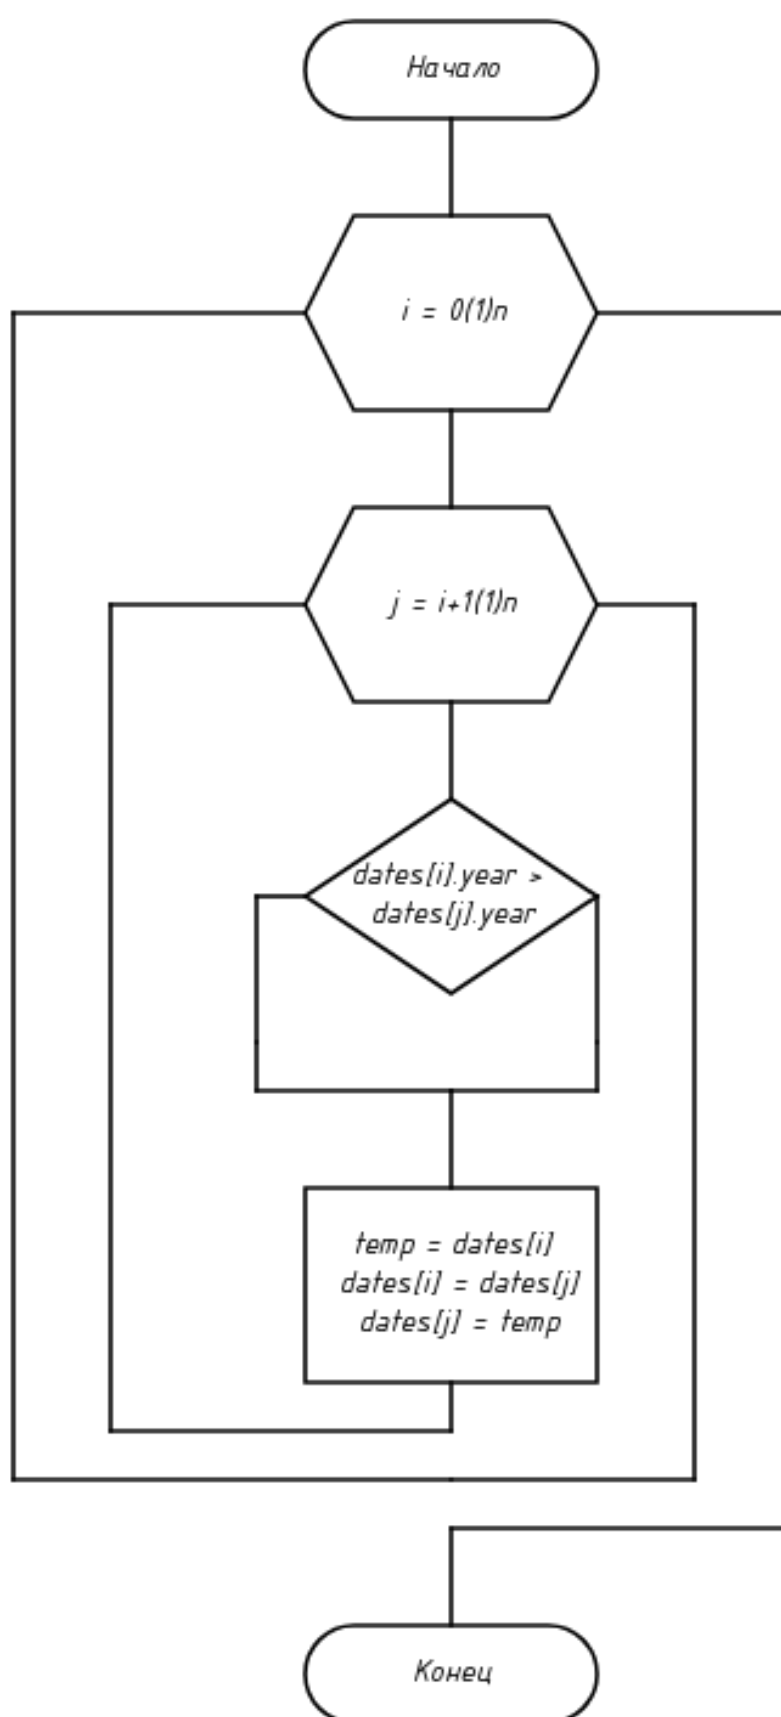 Начало
i = 0(1)n
j = i+1(1)n
dates[i].year >
dates[j].year
temp = dates[i]
dates[i] = dates[j]
dates[j] = temp
Конец